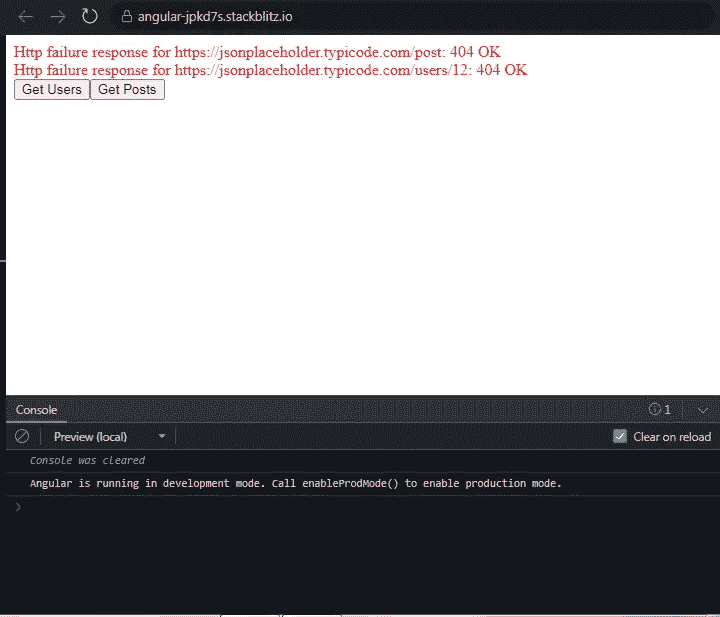 angular-jpkd7s.stackblitz.io
Http failure response for https://jsonplaceholder.typicode.com/post: 404 OK
Http failure response for https://jsonplaceholder.typicode.com/users/12: 404 OK
Get Users Get Posts
Console 1
Preview (local) Clear on reload
Console was cleared
Angular is running in development mode. Call enableProdMode() to enable production mode.